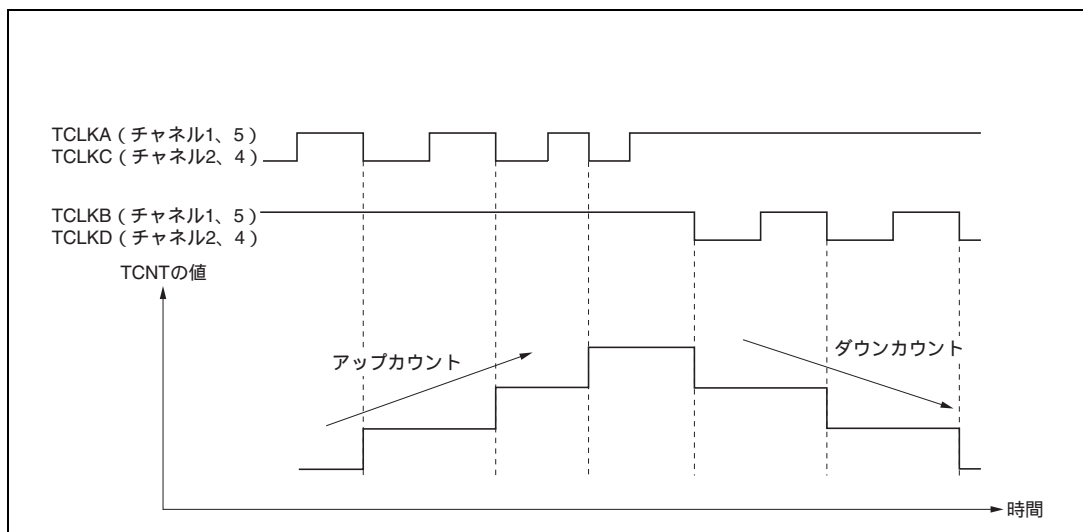 TCLKA（チャネル1、5）
TCLKC（チャネル2、4）
TCLKB（チャネル1、5）
TCLKD（チャネル2、4）
TCNTの値
アップカウント
ダウンカウント
時間